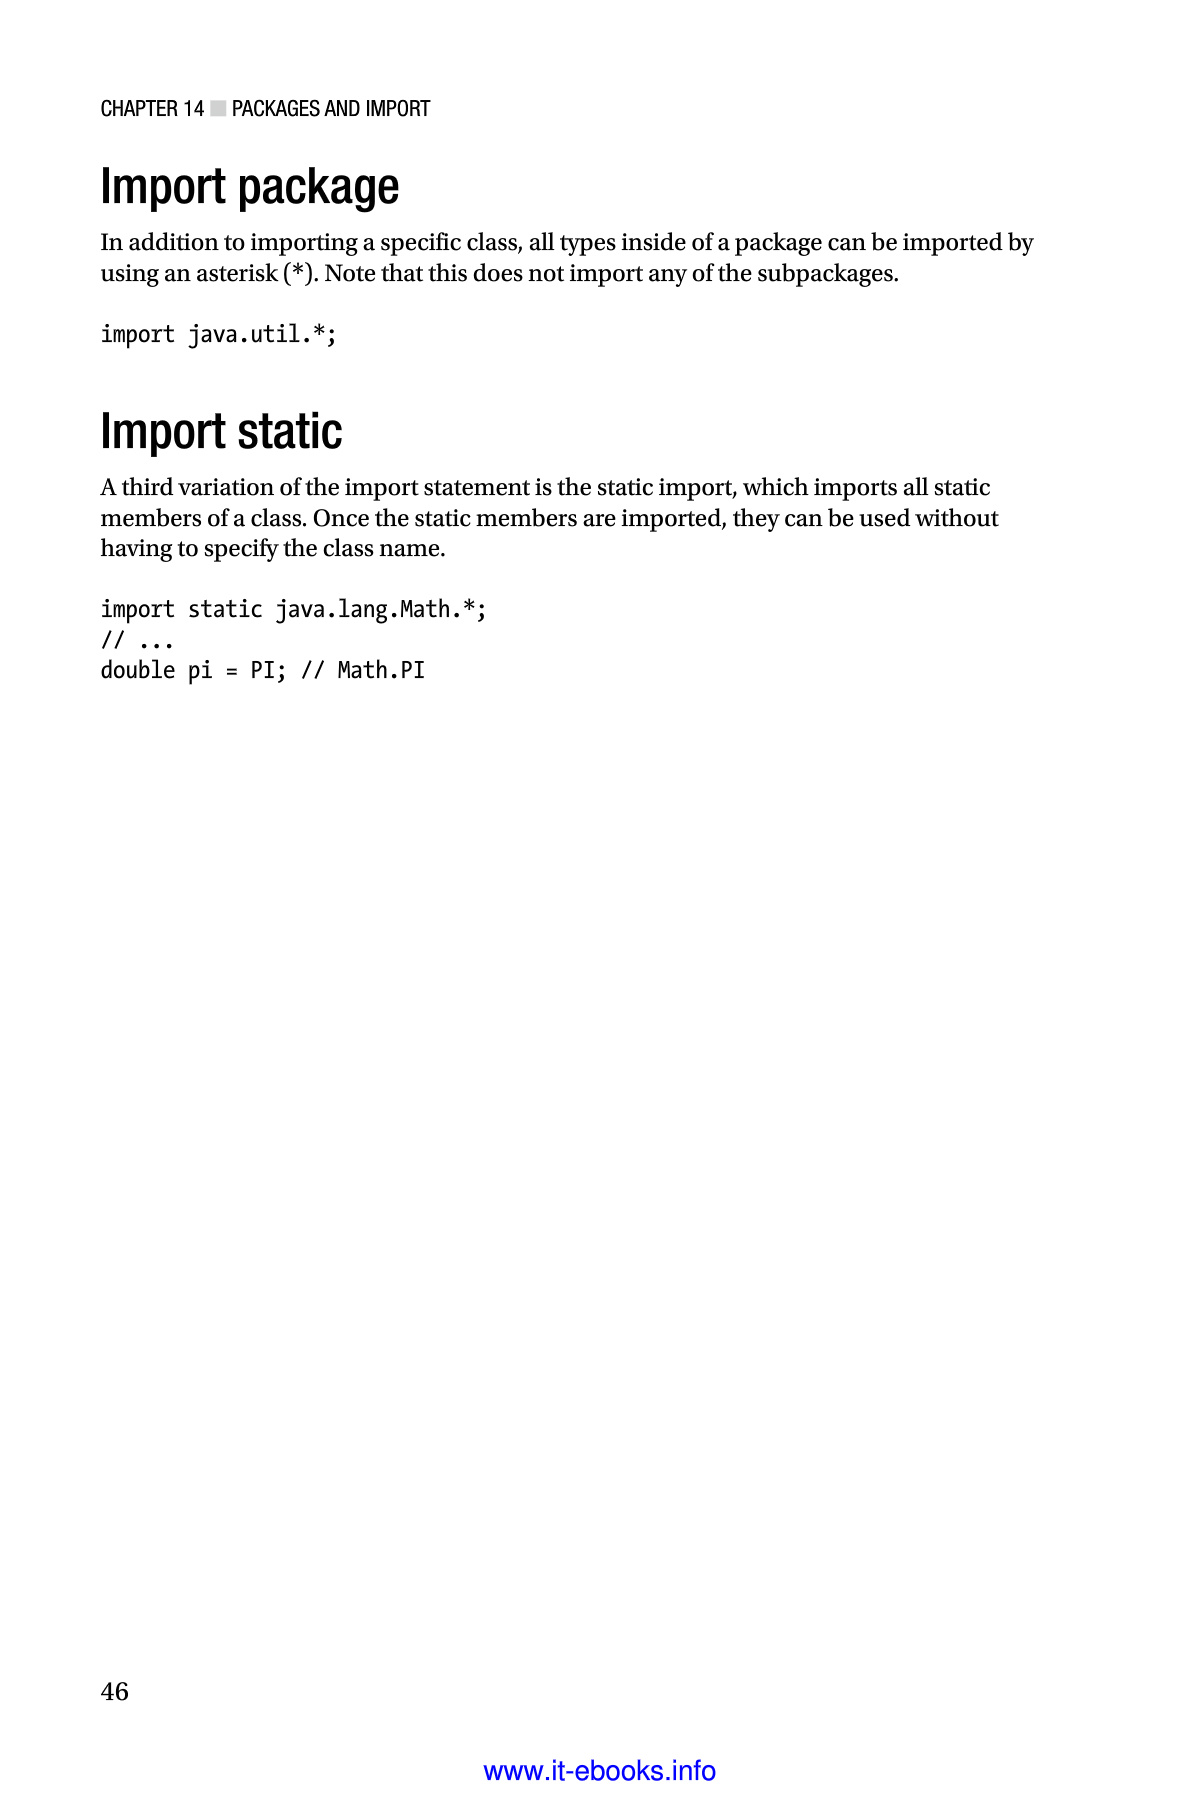 CHAPTER 14 ■ PACKAGES AND IMPORT
Import package
In addition to importing a specific class, all types inside of a package can be imported by
using an asterisk (*). Note that this does not import any of the subpackages.
import java.util.*;
Import static
A third variation of the import statement is the static import, which imports all static
members of a class. Once the static members are imported, they can be used without
having to specify the class name.
import static java.lang.Math.*;
// ...
double pi = PI; // Math.PI
46
www.it-ebooks.info